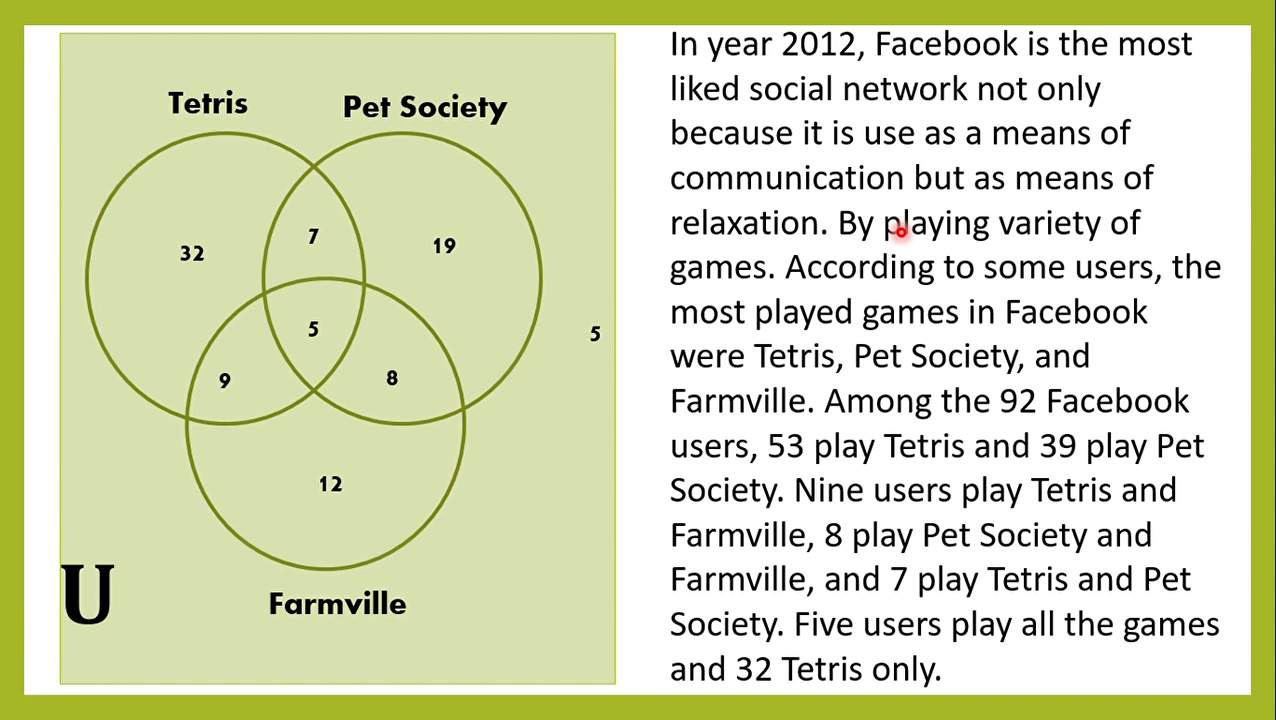 Tetris
Pet Society
7
32
19
5
5
9
8
12
U
Farmville
In year 2012, Facebook is the most
liked social network not only
because it is use as a means of
communication but as means of
relaxation. By playing variety of
games. According to some users, the
most played games in Facebook
were Tetris, Pet Society, and
Farmville. Among the 92 Facebook
users, 53 play Tetris and 39 play Pet
Society. Nine users play Tetris and
Farmville, 8 play Pet Society and
Farmville, and 7 play Tetris and Pet
Society. Five users play all the games
and 32 Tetris only.